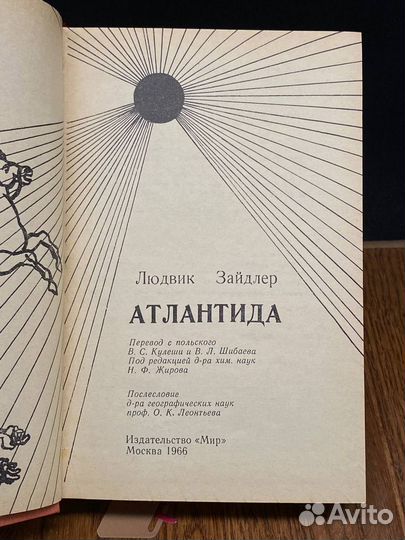 Людвик Зайдлер
АТЛАНТИДА
Перевод с польского
В. С. Кулеши и В. Л. Шибаева
Под редакцией д-ра хим. наук
Н. Ф. Жирова
Послесловие
д-ра географических наук
проф. О. К. Леонтьева
Издательство «Мир»
Москва 1966
Avito